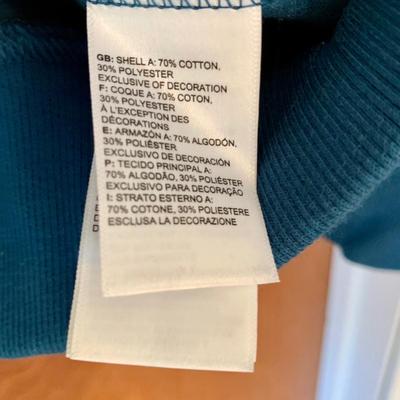 GB: SHELL A: 70% COTTON,
30% POLYESTER
EXCLUSIVE OF DECORATION
F: COQUE A: 70% COTON,
30% POLYESTER
À L'EXCEPTION DES
DÉCORATIONS
E: ARMAZÓN A: 70% ALGODÓN,
30% POLIÉSTER
EXCLUSIVO DE DECORACIÓN
P: TECIDO PRINCIPAL A:
70% ALGODÃO, 30% POLIÉSTER
EXCLUSIVO PARA DECORAÇÃO
I: STRATO ESTERNO A:
70% COTONE, 30% POLIESTERE
ESCLUSA LA DECORAZIONE